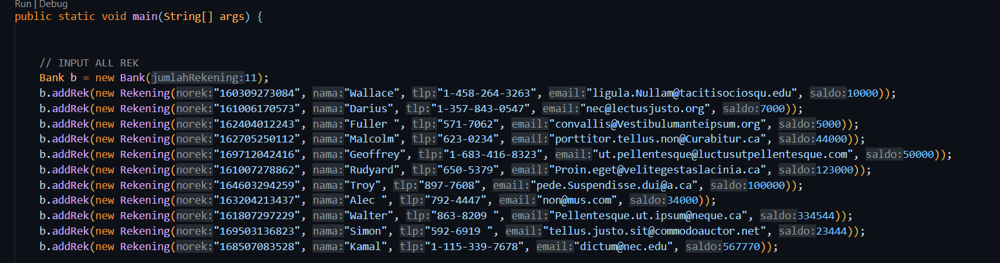 Run | Debug
public static void main(String[] args) {
// INPUT ALL REK
Bank b = new Bank(jumlahRekening:11);
b.addRek(new Rekening(norek:"160309273084", nama:"Wallace", tlp:"1-458-264-3263", email:"ligula.Nullam@tacitisociosqu.edu", saldo:10000));
b.addRek(new Rekening(norek:"161006170573", nama:"Darius", tlp:"1-357-843-0547", email:"nec@lectusjusto.org", saldo:7000));
b.addRek(new Rekening(norek:"162404012243", nama:"Fuller ", tlp:"571-7062", email:"convallis@Vestibulumanteipsum.org", saldo:5000));
b.addRek(new Rekening(norek:"162705250112", nama:"Malcolm", tlp:"623-0234", email:"porttitor.tellus.non@Curabitur.ca", saldo:44000));
b.addRek(new Rekening(norek:"169712042416", nama:"Geoffrey", tlp:"1-683-416-8323", email:"ut.pellentesque@luctusutpellentesque.com", saldo:50000));
b.addRek(new Rekening(norek:"161007278862", nama:"Rudyard", tlp:"650-5379", email:"Proin.eget@velitegestaslacinia.ca", saldo:123000));
b.addRek(new Rekening(norek:"164603294259", nama:"Troy", tlp:"897-7608", email:"pede.Suspendisse.dui@a.ca", saldo:100000));
b.addRek(new Rekening(norek:"163204213437", nama:"Alec ", tlp:"792-4447", email:"non@mus.com", saldo:34000));
b.addRek(new Rekening(norek:"161807297229", nama:"Walter", tlp:"863-8209 ", email:"Pellentesque.ut.ipsum@neque.ca", saldo:334544));
b.addRek(new Rekening(norek:"169503136823", nama:"Simon", tlp:"592-6919 ", email:"tellus.justo.sit@commodoauctor.net", saldo:23444));
b.addRek(new Rekening(norek:"168507083528", nama:"Kamal", tlp:"1-115-339-7678", email:"dictum@nec.edu", saldo:567770));